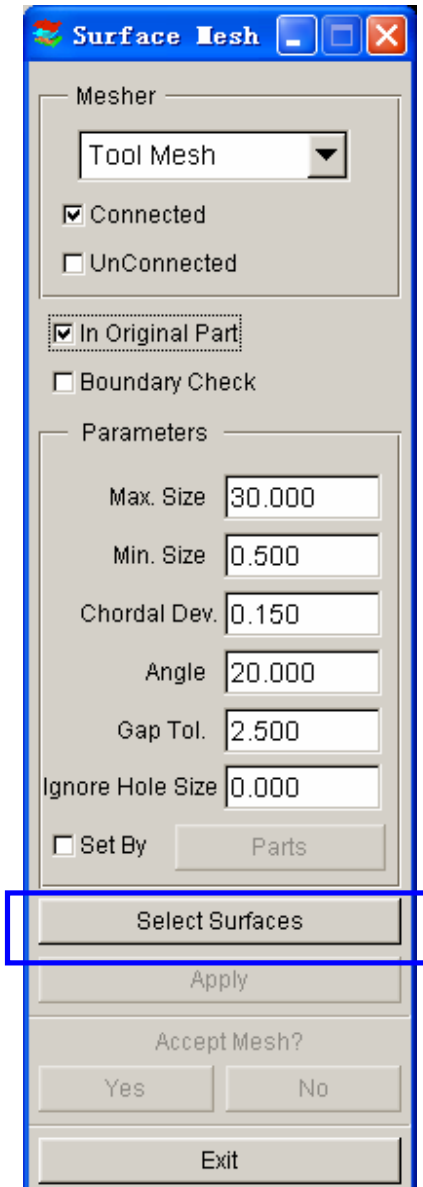 Surface Mesh
Mesher
Tool Mesh
Connected
UnConnected
In Original Part
Boundary Check
Parameters
Max. Size 30.000
Min. Size 0.500
Chordal Dev. 0.150
Angle 20.000
Gap Tol. 2.500
Ignore Hole Size 0.000
Set By Parts
Select Surfaces
Apply
Accept Mesh?
Yes No
Exit